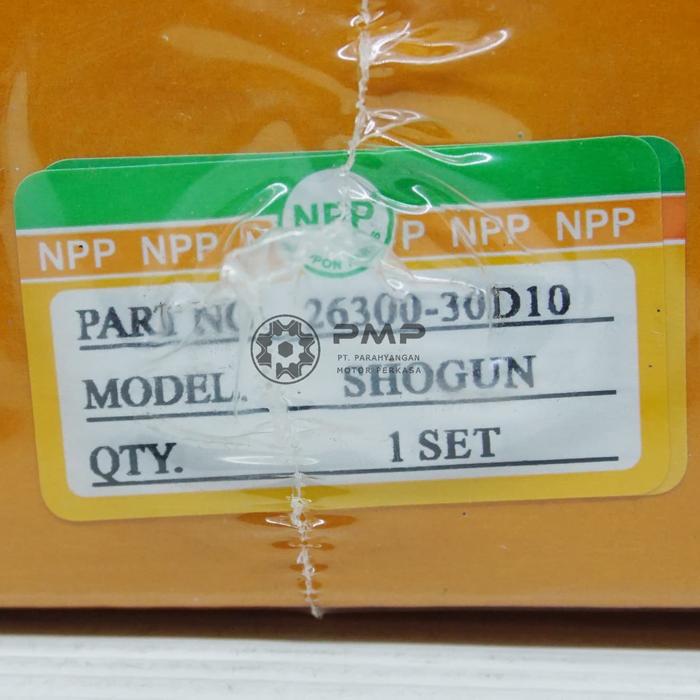 NPP
NPP NPP P NPP NPP
PART NO 26300-30D10
PMP
PT. PARAHYANGAN
MOTOR PERKASA
MODEL. SHOGUN
QTY. 1 SET